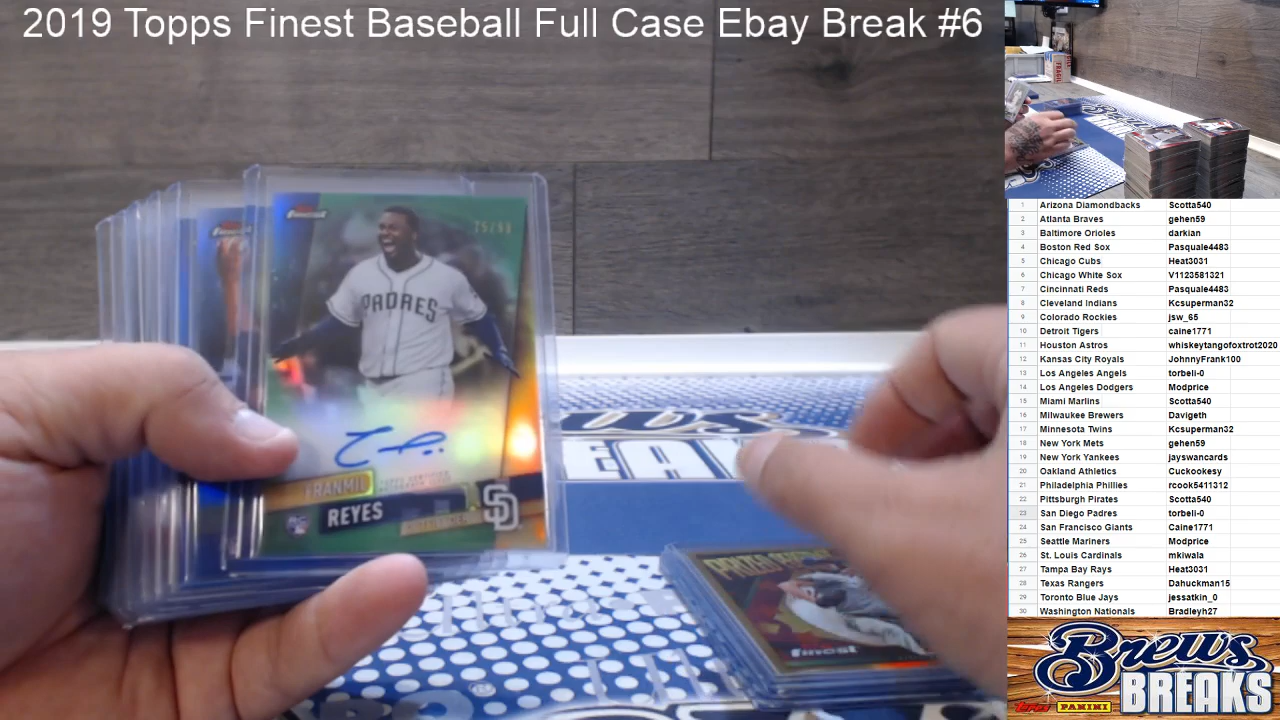 2019 Topps Finest Baseball Full Case Ebay Break #6
FRAGILE
Finest
Finest
PADRES
REYES
SD
finest
1 Arizona Diamondbacks Scotta540
2 Atlanta Braves gehen59
3 Baltimore Orioles darkian
4 Boston Red Sox Pasquale4483
5 Chicago Cubs Heat3031
6 Chicago White Sox V1123581321
7 Cincinnati Reds Pasquale4483
8 Cleveland Indians Kcsuperman32
9 Colorado Rockies jsw_65
10 Detroit Tigers caine1771
11 Houston Astros whiskeytangofoxtrot2020
12 Kansas City Royals JohnnyFrank100
13 Los Angeles Angels torbeli-0
14 Los Angeles Dodgers Modprice
15 Miami Marlins Scotta540
16 Milwaukee Brewers Davigeth
17 Minnesota Twins Kcsuperman32
18 New York Mets gehen59
19 New York Yankees jayswancards
20 Oakland Athletics Cuckookesy
21 Philadelphia Phillies rcook5411312
22 Pittsburgh Pirates Scotta540
23 San Diego Padres torbeli-0
24 San Francisco Giants Caine1771
25 Seattle Mariners Modprice
26 St. Louis Cardinals mkiwala
27 Tampa Bay Rays Heat3031
28 Texas Rangers Dahuckman15
29 Toronto Blue Jays jessatkin_0
30 Washington Nationals Bradleyh27
Brews
BREAKS
Topps PANINI